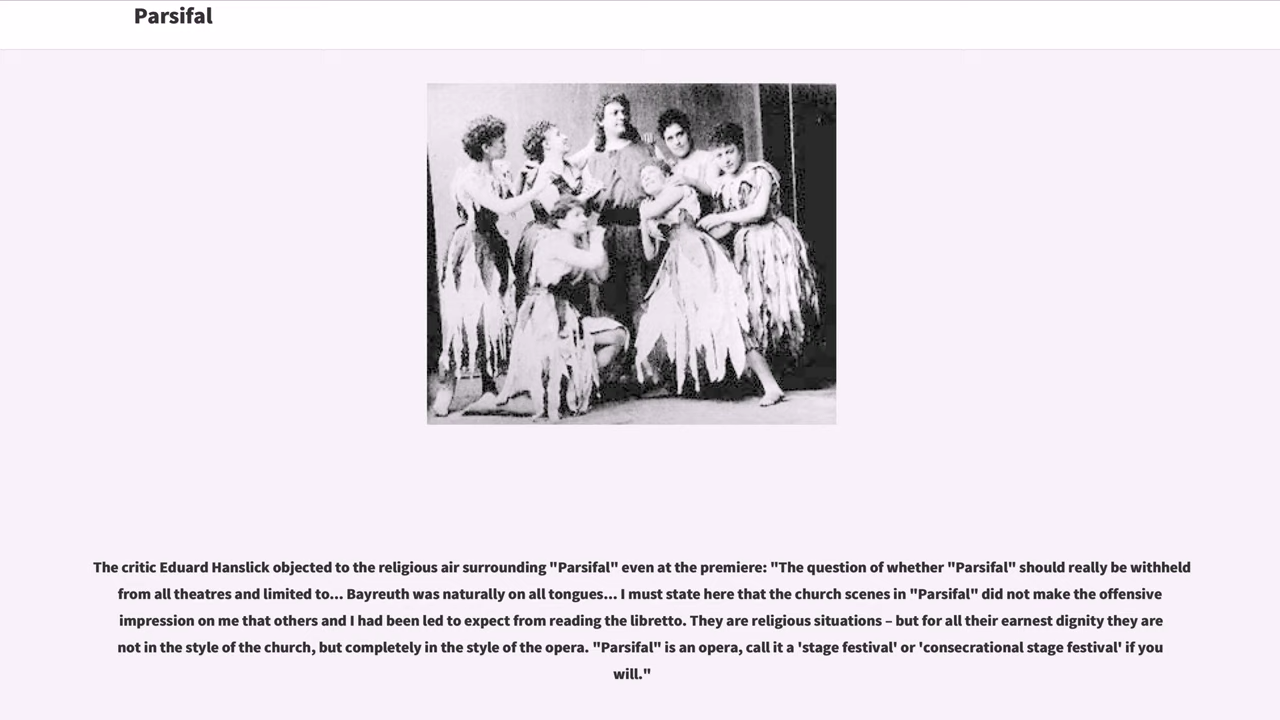 Parsifal
The critic Eduard Hanslick objected to the religious air surrounding "Parsifal" even at the premiere: "The question of whether "Parsifal" should really be withheld
from all theatres and limited to... Bayreuth was naturally on all tongues... I must state here that the church scenes in "Parsifal" did not make the offensive
impression on me that others and I had been led to expect from reading the libretto. They are religious situations – but for all their earnest dignity they are
not in the style of the church, but completely in the style of the opera. "Parsifal" is an opera, call it a 'stage festival' or 'consecrational stage festival' if you
will."